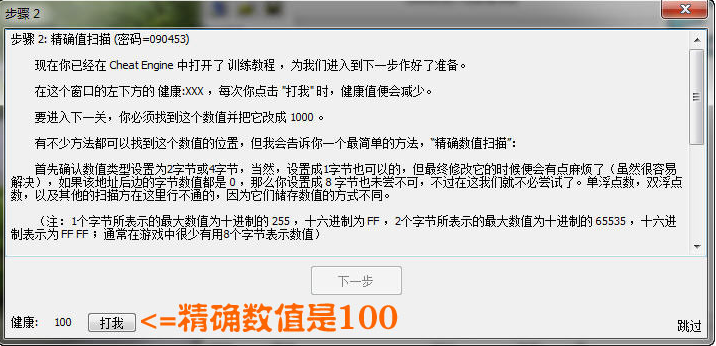 步骤 2
步骤 2: 精确值扫描 (密码=090453)
现在你已经在 Cheat Engine 中打开了 训练教程 ，为我们进入到下一步作好了准备。
在这个窗口的左下方的 健康:XXX ，每次你点击 "打我" 时，健康值便会减少。
要进入下一关，你必须找到这个数值并把它改成 1000 。
有不少方法都可以找到这个数值的位置，但我会告诉你一个最简单的方法，"精确数值扫描"：
首先确认数值类型设置为2字节或4字节，当然，设置成1字节也可以的，但最终修改它的时候便会有点麻烦了（虽然很容易
解决），如果该地址后边的字节数值都是 0 ，那么你设置成 8 字节也未尝不可，不过在这我们就不必尝试了。单浮点数，双浮点
数，以及其他的扫描方在这里行不通的，因为它们储存数值的方式不同。
（注：1个字节所表示的最大数值为十进制的 255 ，十六进制为 FF ，2个字节所示的最大数值为十进制的 65535 ，十六进
制表示为 FF FF ；通常在游戏中很少有用8个字节表示数值）
下一步
健康: 100 打我 <=精确数值是100
跳过